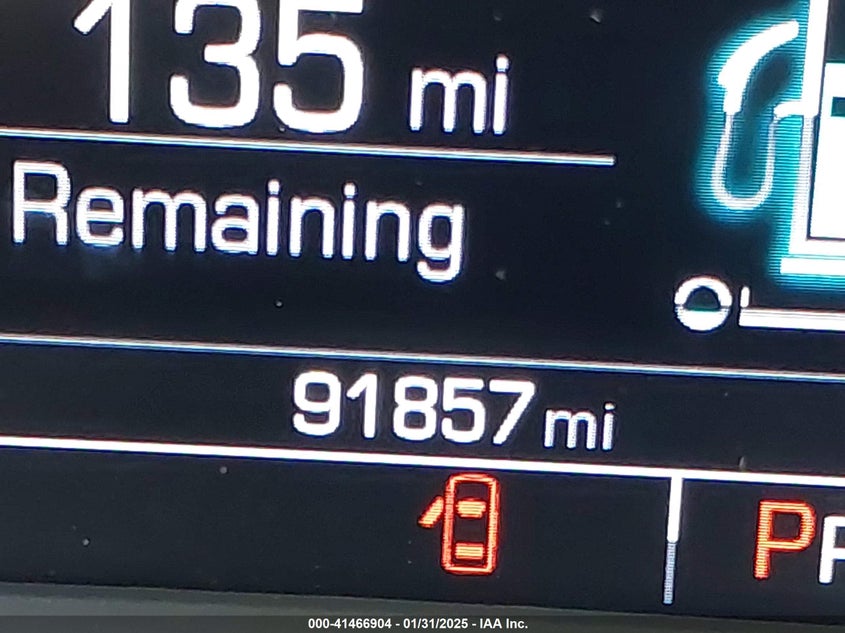 135 mi
Remaining
91857 mi
P
000-41466904 - 01/31/2025 - IAA Inc.